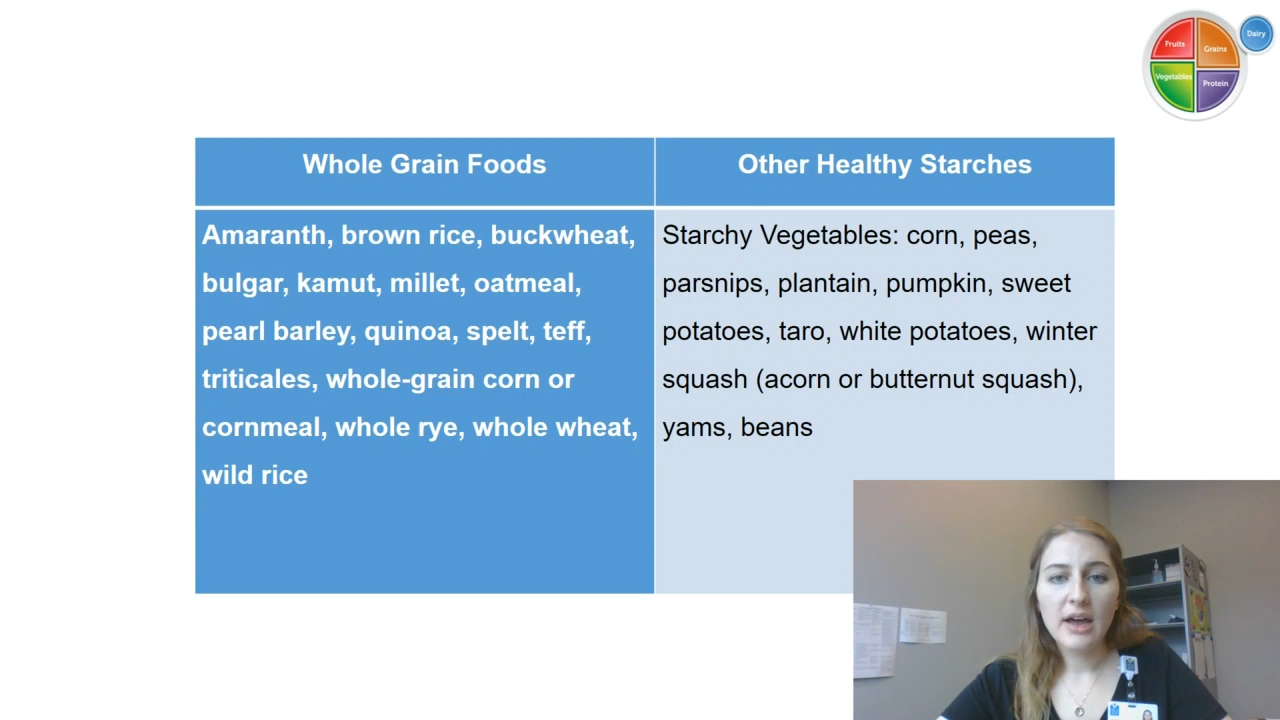 Dairy
Fruits
Grains
Vegetables
Protein
Whole Grain Foods
Other Healthy Starches
Amaranth, brown rice, buckwheat,
bulgar, kamut, millet, oatmeal,
pearl barley, quinoa, spelt, teff,
triticales, whole-grain corn or
cornmeal, whole rye, whole wheat,
wild rice
Starchy Vegetables: corn, peas,
parsnips, plantain, pumpkin, sweet
potatoes, taro, white potatoes, winter
squash (acorn or butternut squash),
yams, beans